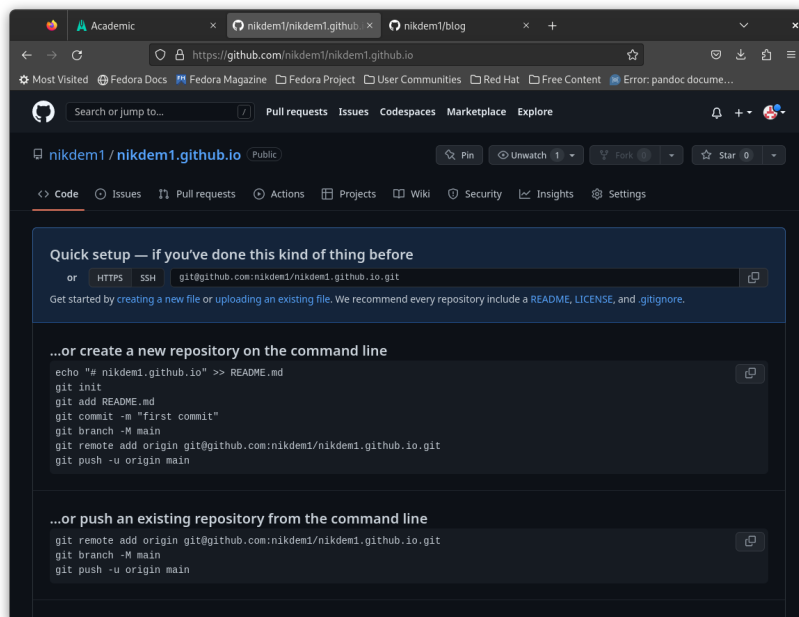 Academic
nikdem1/nikdem1.github.
nikdem1/blog
https://github.com/nikdem1/nikdem1.github.io
Most Visited Fedora Docs Fedora Magazine Fedora Project User Communities Red Hat Free Content Error: pandoc docume…
Search or jump to... / Pull requests Issues Codespaces Marketplace Explore
nikdem1 / nikdem1.github.io Public Pin Unwatch 1 Fork 0 Star 0
Code Issues Pull requests Actions Projects Wiki Security Insights Settings
Quick setup — if you've done this kind of thing before
or HTTPS SSH git@github.com:nikdem1/nikdem1.github.io.git
Get started by creating a new file or uploading an existing file. We recommend every repository include a README, LICENSE, and .gitignore.
…or create a new repository on the command line
echo "# nikdem1.github.io" >> README.md
git init
git add README.md
git commit -m "first commit"
git branch -M main
git remote add origin git@github.com:nikdem1/nikdem1.github.io.git
git push -u origin main
…or push an existing repository from the command line
git remote add origin git@github.com:nikdem1/nikdem1.github.io.git
git branch -M main
git push -u origin main